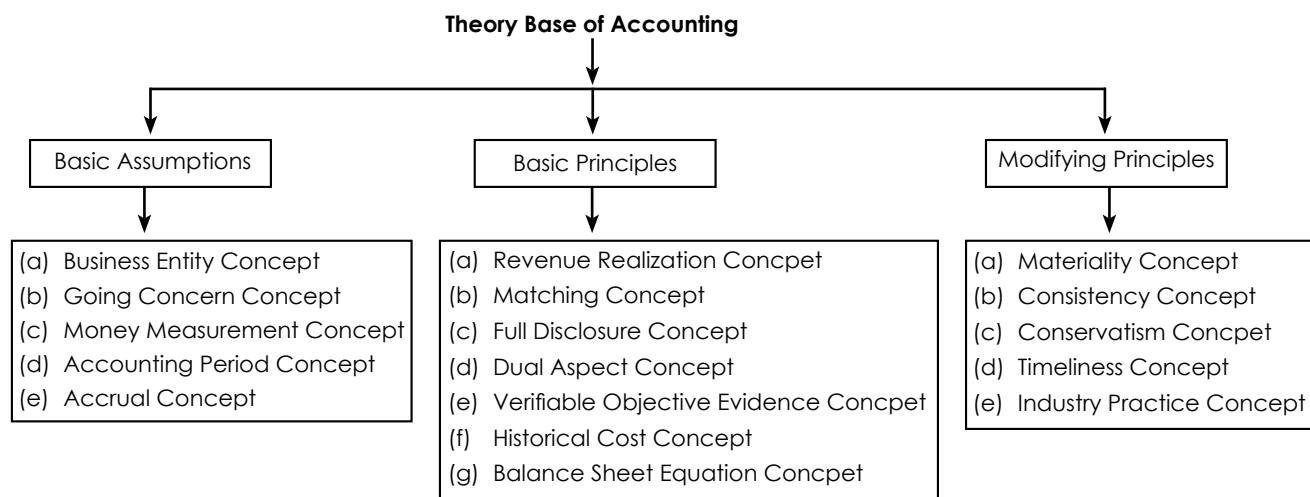 Theory Base of Accounting
Basic Assumptions
(a) Business Entity Concept
(b) Going Concern Concept
(c) Money Measurement Concept
(d) Accounting Period Concept
(e) Accrual Concept
Basic Principles
(a) Revenue Realization Concpet
(b) Matching Concept
(c) Full Disclosure Concept
(d) Dual Aspect Concept
(e) Verifiable Objective Evidence Concpet
(f) Historical Cost Concept
(g) Balance Sheet Equation Concpet
Modifying Principles
(a) Materiality Concept
(b) Consistency Concept
(c) Conservatism Concpet
(d) Timeliness Concept
(e) Industry Practice Concept